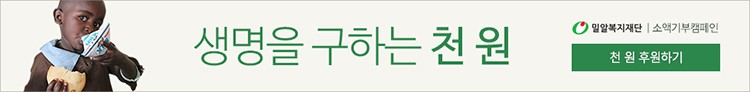 생명을 구하는 천 원
밀알복지재단 | 소액기부캠페인
천 원 후원하기